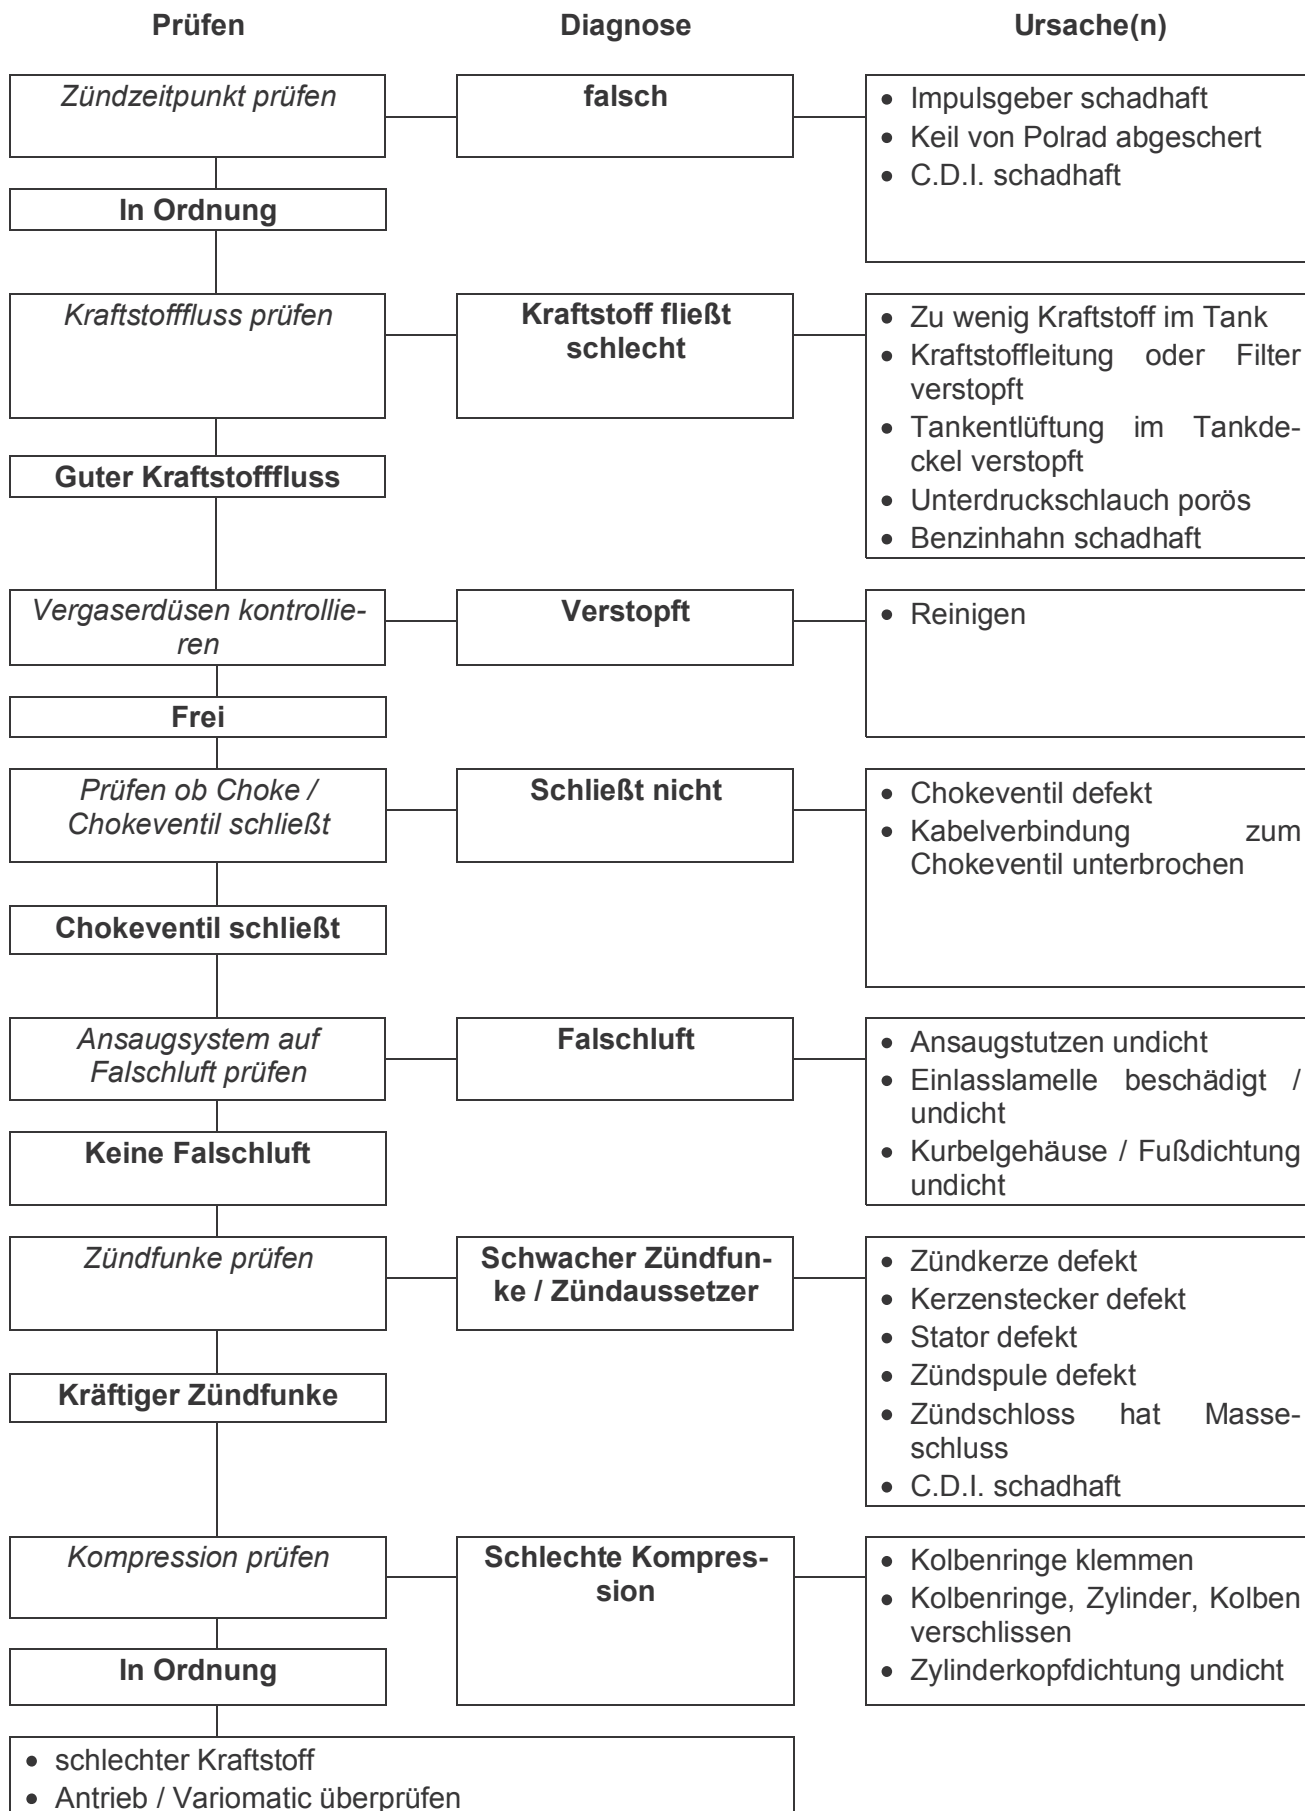 Prüfen
Diagnose
Ursache(n)
Zündzeitpunkt prüfen
falsch
• Impulsgeber schadhaft
• Keil von Polrad abgeschert
• C.D.I. schadhaft
In Ordnung
Kraftstofffluss prüfen
Kraftstoff fließt
schlecht
• Zu wenig Kraftstoff im Tank
• Kraftstoffleitung oder Filter
verstopft
• Tankentlüftung im Tankde-
ckel verstopft
• Unterdruckschlauch porös
• Benzinhahn schadhaft
Guter Kraftstofffluss
Vergaserdüsen kontrollie-
ren
Verstopft
• Reinigen
Frei
Prüfen ob Choke /
Chokeventil schließt
Schließt nicht
• Chokeventil defekt
• Kabelverbindung zum
Chokeventil unterbrochen
Chokeventil schließt
Ansaugsystem auf
Falschluft prüfen
Falschluft
• Ansaugstutzen undicht
• Einlasslamelle beschädigt /
undicht
• Kurbelgehäuse / Fußdichtung
undicht
Keine Falschluft
Zündfunke prüfen
Schwacher Zündfun-
ke / Zündaussetzer
• Zündkerze defekt
• Kerzenstecker defekt
• Stator defekt
• Zündspule defekt
• Zündschloss hat Masse-
schluss
• C.D.I. schadhaft
Kräftiger Zündfunke
Kompression prüfen
Schlechte Kompres-
sion
• Kolbenringe klemmen
• Kolbenringe, Zylinder, Kolben
verschlissen
• Zylinderkopfdichtung undicht
In Ordnung
• schlechter Kraftstoff
• Antrieb / Variomatic überprüfen